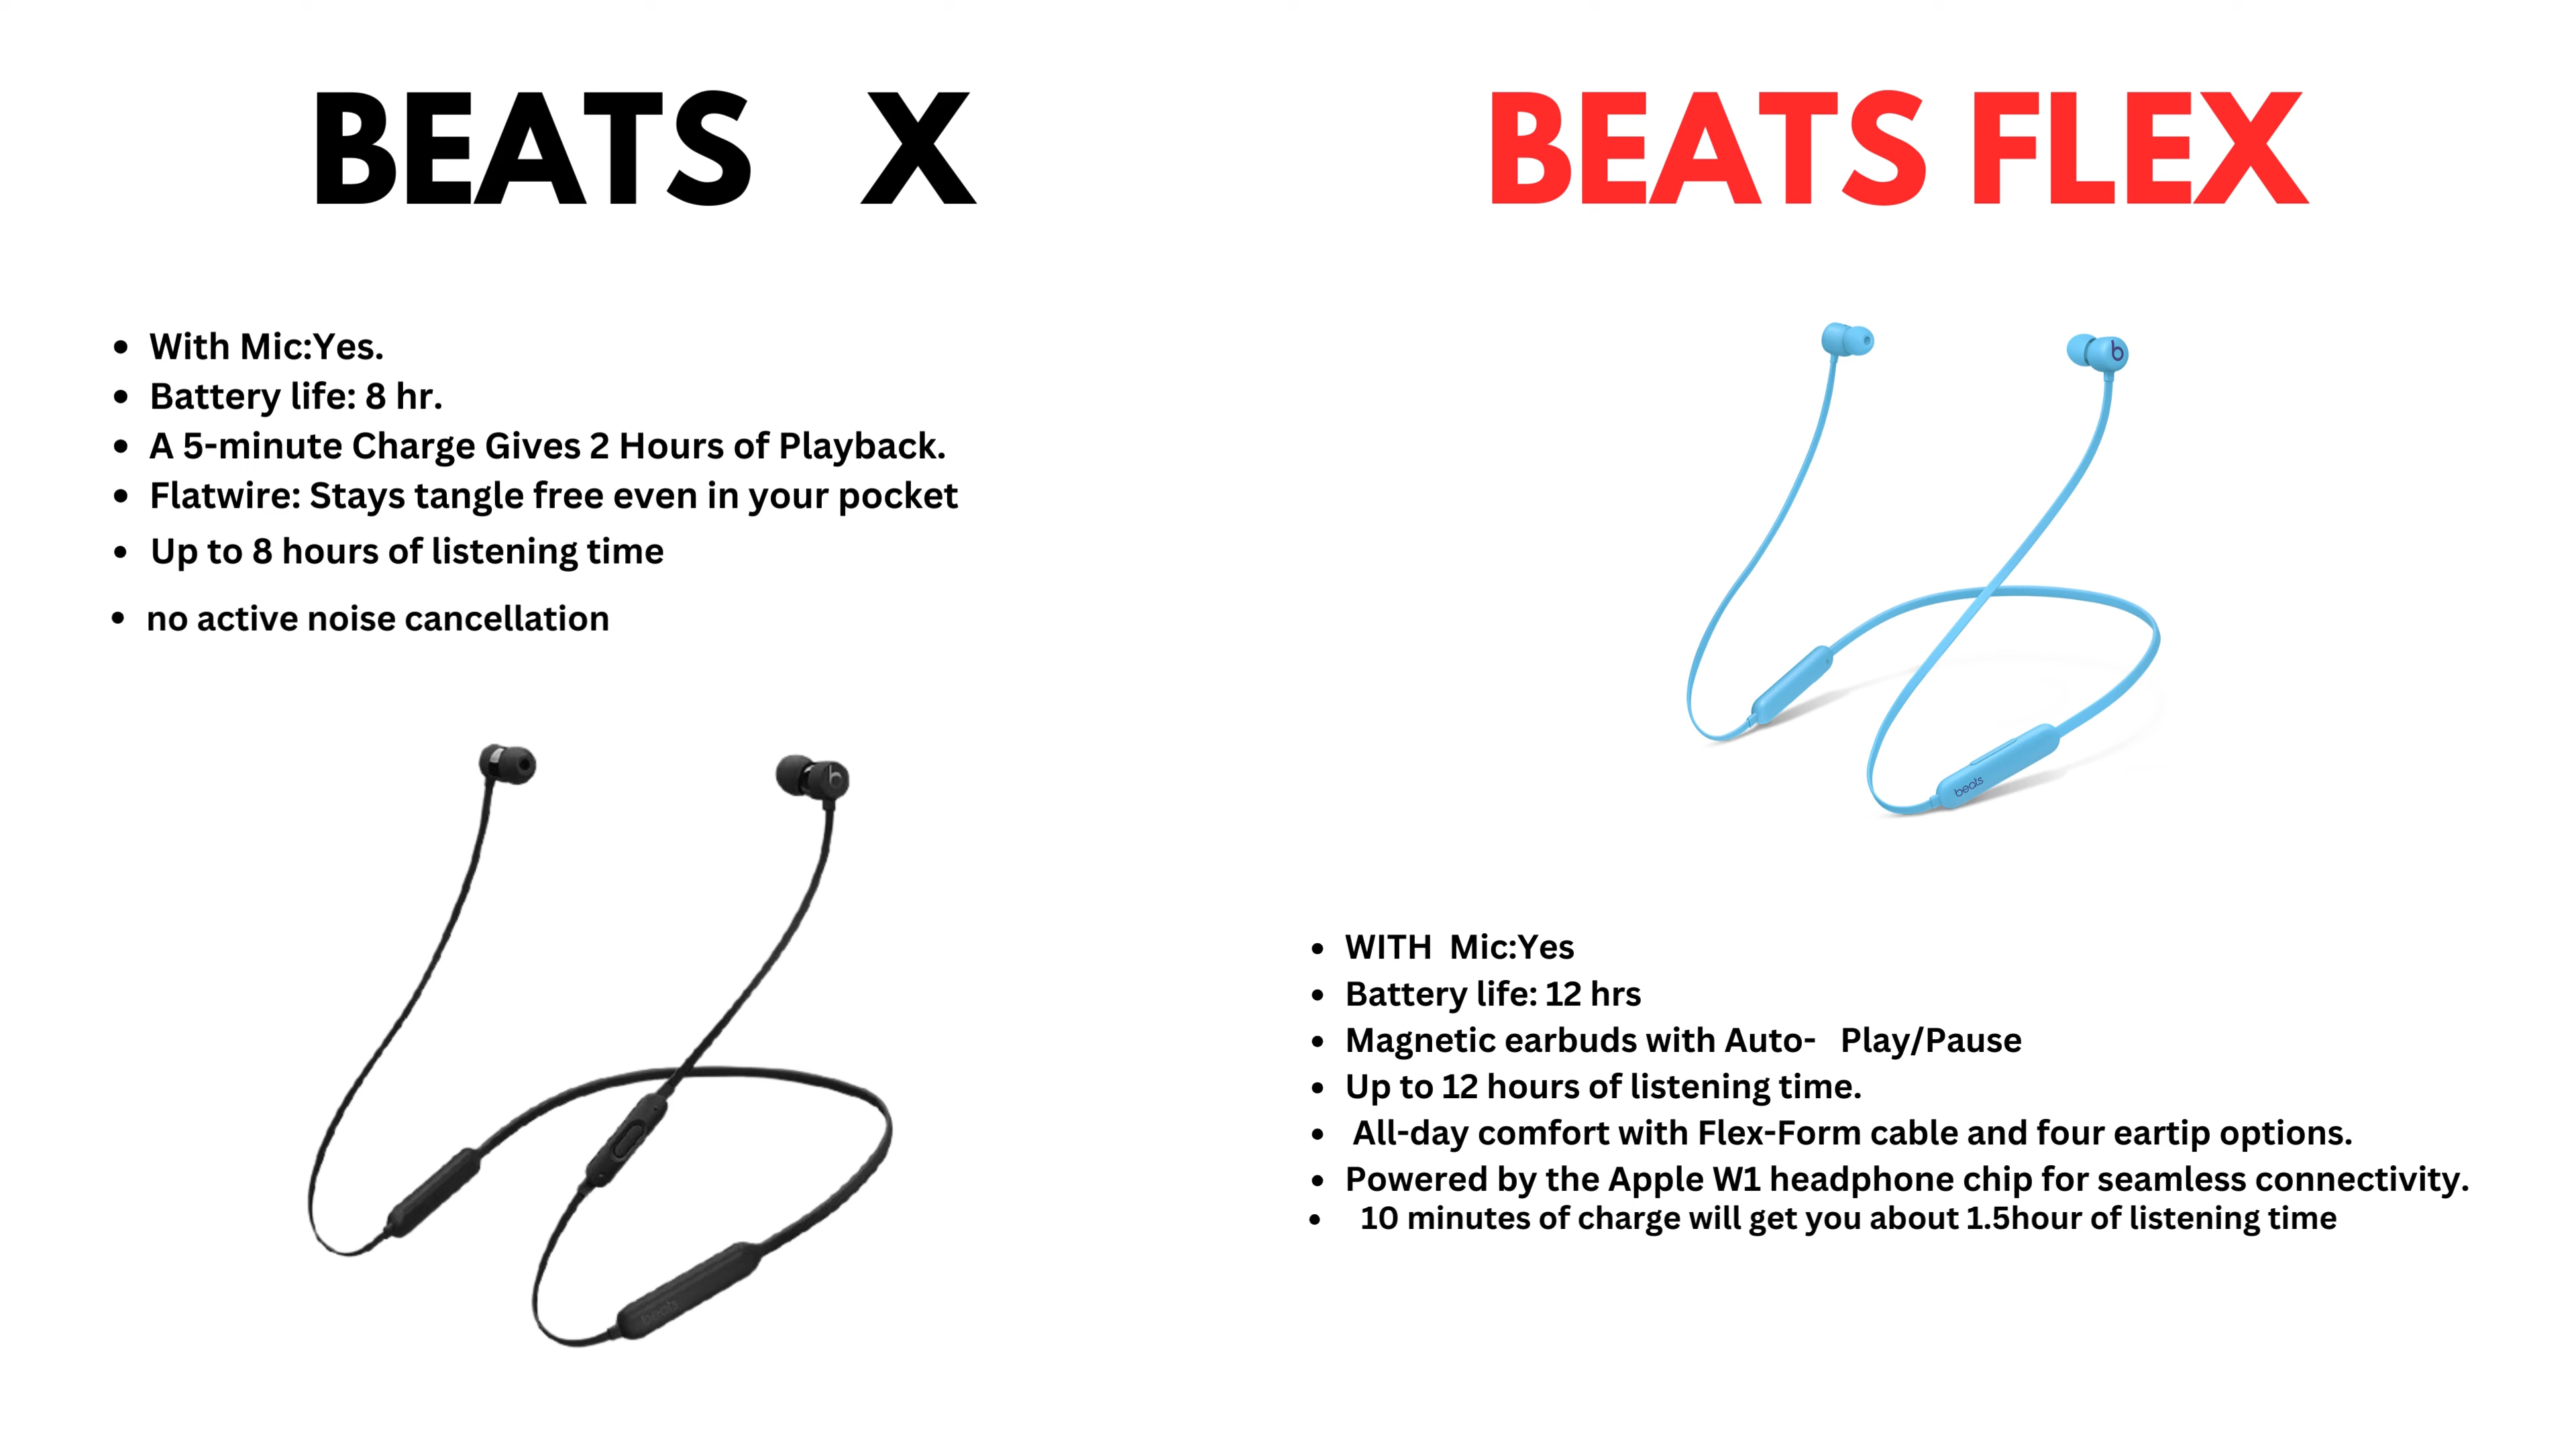 BEATS X
With Mic:Yes.
Battery life: 8 hr.
A 5-minute Charge Gives 2 Hours of Playback.
Flatwire: Stays tangle free even in your pocket
Up to 8 hours of listening time
no active noise cancellation
b
beats
BEATS FLEX
b
beats
WITH Mic:Yes
Battery life: 12 hrs
Magnetic earbuds with Auto- Play/Pause
Up to 12 hours of listening time.
All-day comfort with Flex-Form cable and four eartip options.
Powered by the Apple W1 headphone chip for seamless connectivity.
10 minutes of charge will get you about 1.5hour of listening time